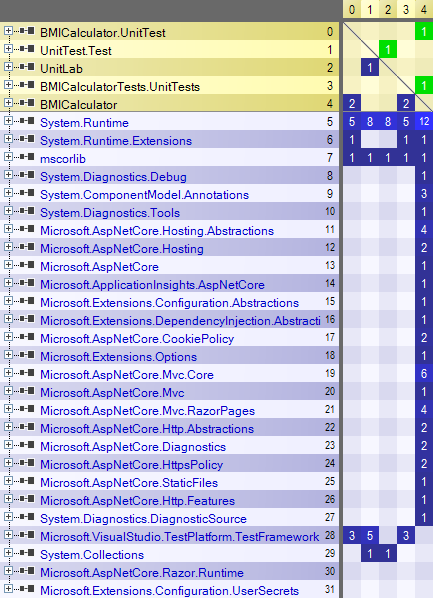 0 1 2 3 4
BMICalculator.UnitTest 0 1
UnitTest.Test 1 1
UnitLab 2 1
BMICalculatorTests.UnitTests 3 1
BMICalculator 4 2 2
System.Runtime 5 5 8 8 5 12
System.Runtime.Extensions 6 1 1 1
mscorlib 7 1 1 1 1 1
System.Diagnostics.Debug 8 1
System.ComponentModel.Annotations 9 3
System.Diagnostics.Tools 10 1
Microsoft.AspNetCore.Hosting.Abstractions 11 4
Microsoft.AspNetCore.Hosting 12 2
Microsoft.AspNetCore 13 1
Microsoft.ApplicationInsights.AspNetCore 14 1
Microsoft.Extensions.Configuration.Abstractions 15 1
Microsoft.Extensions.DependencyInjection.Abstracti 16 1
Microsoft.AspNetCore.CookiePolicy 17 2
Microsoft.Extensions.Options 18 1
Microsoft.AspNetCore.Mvc.Core 19 6
Microsoft.AspNetCore.Mvc 20 1
Microsoft.AspNetCore.Mvc.RazorPages 21 4
Microsoft.AspNetCore.Http.Abstractions 22 2
Microsoft.AspNetCore.Diagnostics 23 2
Microsoft.AspNetCore.HttpsPolicy 24 2
Microsoft.AspNetCore.StaticFiles 25 1
Microsoft.AspNetCore.Http.Features 26 1
System.Diagnostics.DiagnosticSource 27 1
Microsoft.VisualStudio.TestPlatform.TestFramework 28 3 5 3
System.Collections 29 1 1
Microsoft.AspNetCore.Razor.Runtime 30
Microsoft.Extensions.Configuration.UserSecrets 31